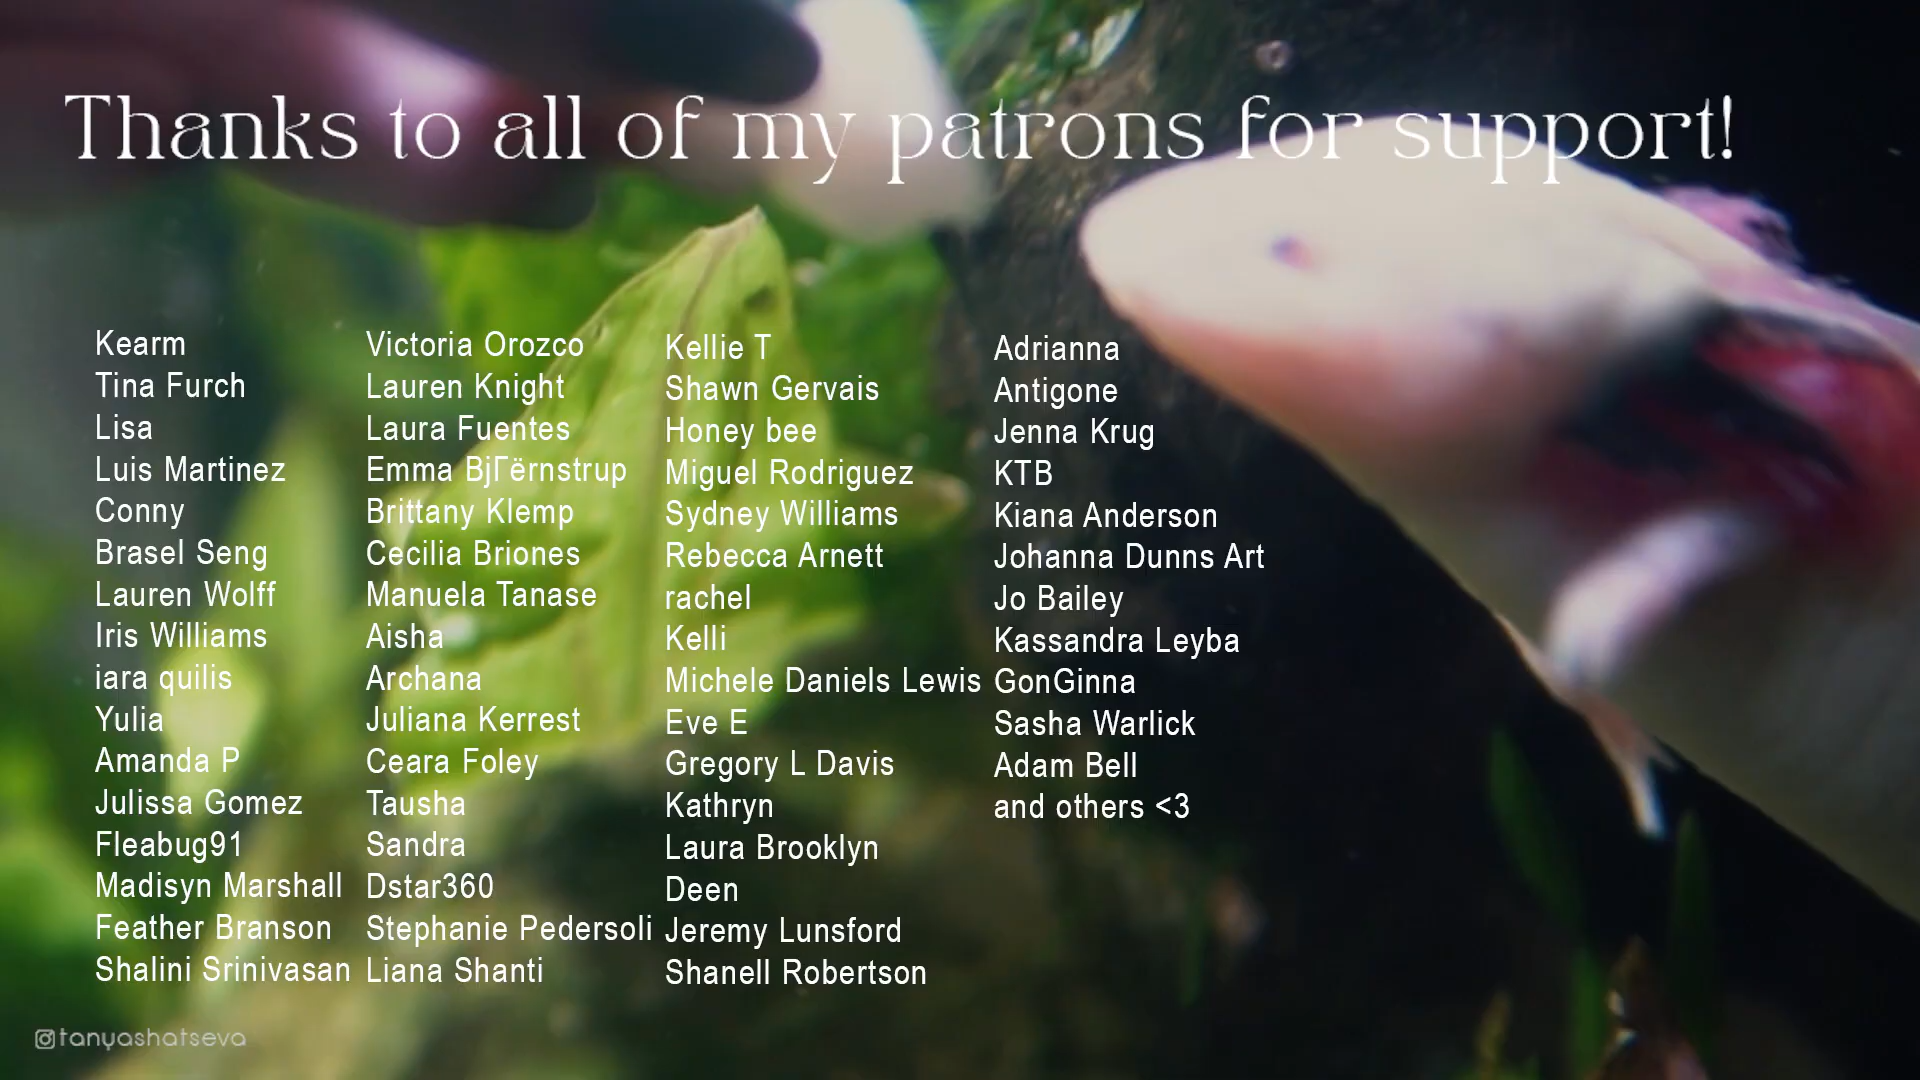 Thanks to all of my patrons for support!
Kearm
Tina Furch
Lisa
Luis Martinez
Conny
Brasel Seng
Lauren Wolff
Iris Williams
iara quilis
Yulia
Amanda P
Julissa Gomez
Fleabug91
Madisyn Marshall
Feather Branson
Shalini Srinivasan
Victoria Orozco
Lauren Knight
Laura Fuentes
Emma BjГёrnstrup
Brittany Klemp
Cecilia Briones
Manuela Tanase
Aisha
Archana
Juliana Kerrest
Ceara Foley
Tausha
Sandra
Dstar360
Stephanie Pedersoli
Liana Shanti
Kellie T
Shawn Gervais
Honey bee
Miguel Rodriguez
Sydney Williams
Rebecca Arnett
rachel
Kelli
Michele Daniels Lewis
Eve E
Gregory L Davis
Kathryn
Laura Brooklyn
Deen
Jeremy Lunsford
Shanell Robertson
Adrianna
Antigone
Jenna Krug
KTB
Kiana Anderson
Johanna Dunns Art
Jo Bailey
Kassandra Leyba
GonGinna
Sasha Warlick
Adam Bell
and others <3
tanyashatseva